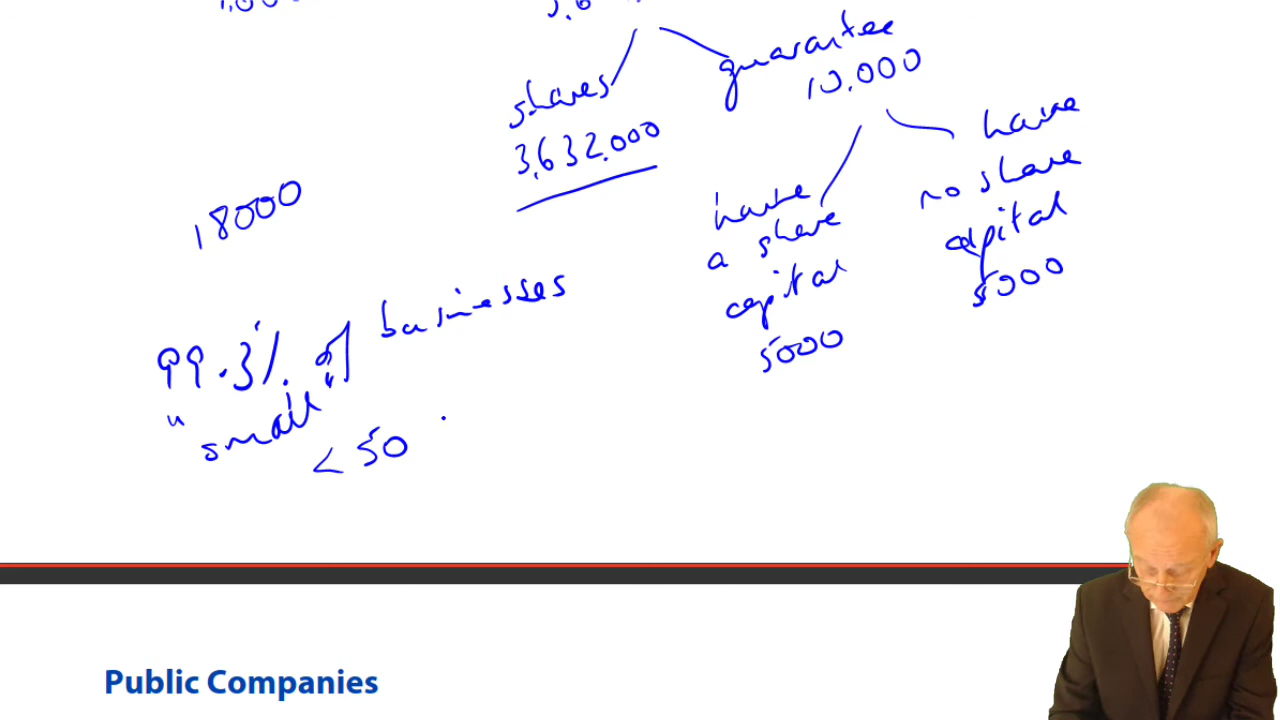 shares
3,632.000
guarantee
10.000
have
a share
capital
5000
have
no share
capital
5000
18000
99.3% of businesses
"small"
< 50
Public Companies